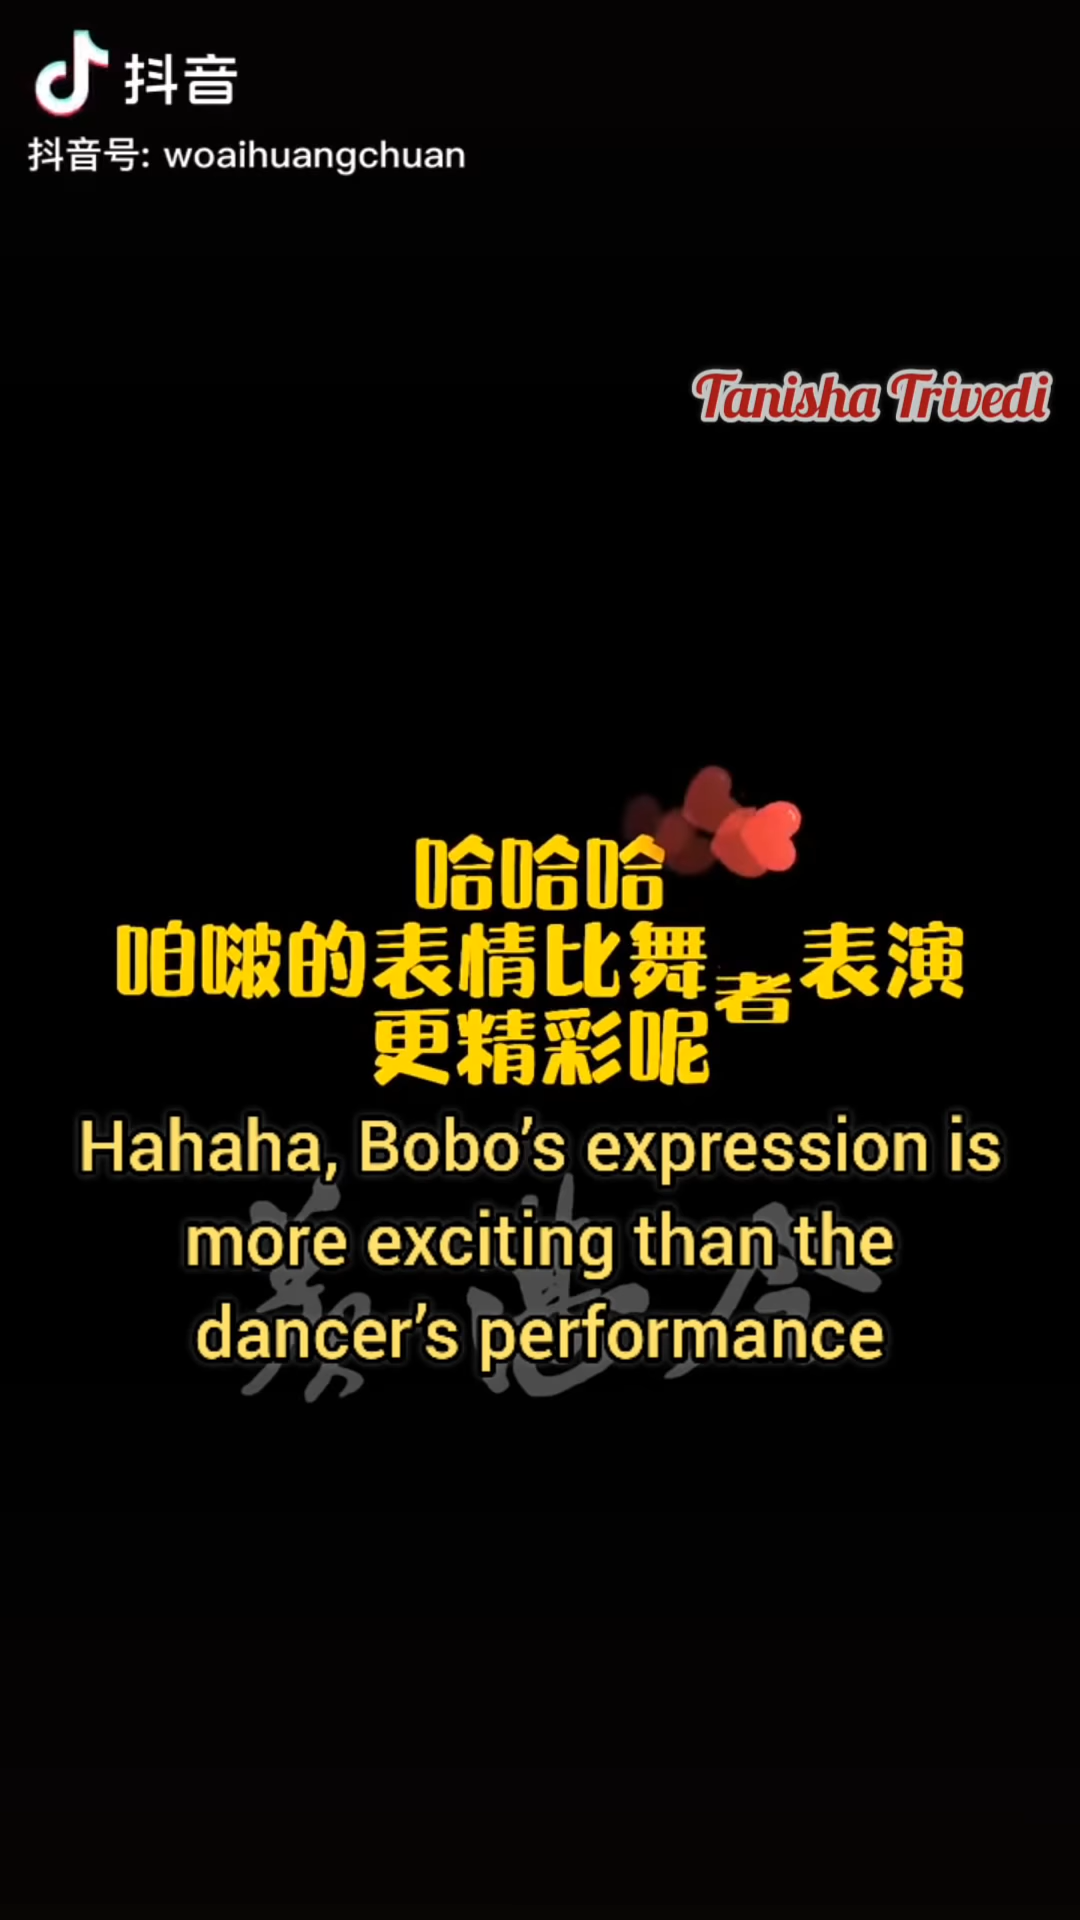 抖音
抖音号: woaihuangchuan
Tanisha Trivedi
哈哈哈
咱啵的表情比舞者表演
更精彩呢
Hahaha, Bobo’s expression is
more exciting than the
dancer’s performance